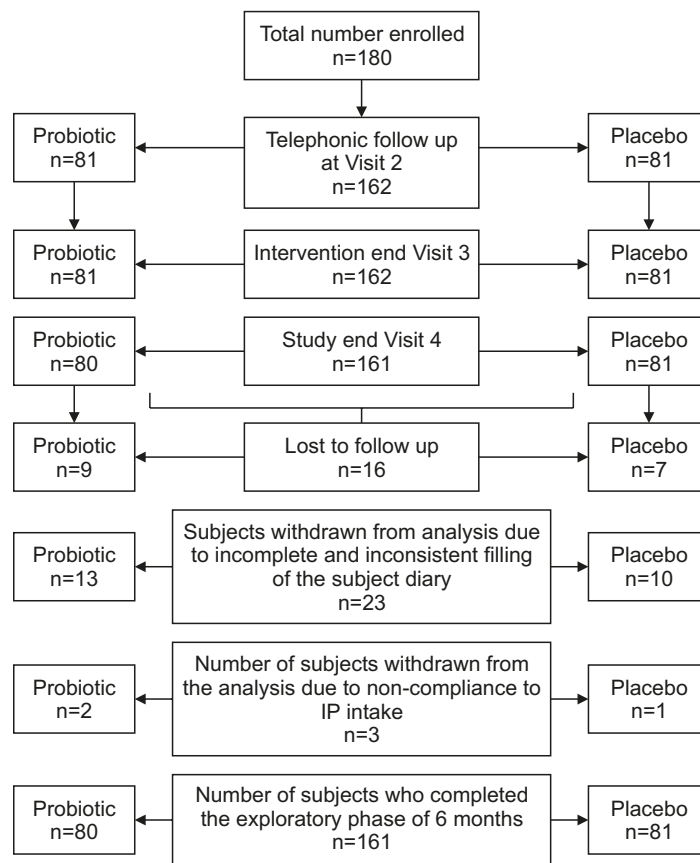 Total number enrolled
n=180
Probiotic
n=81
Telephonic follow up
at Visit 2
n=162
Placebo
n=81
Probiotic
n=81
Intervention end Visit 3
n=162
Placebo
n=81
Probiotic
n=80
Study end Visit 4
n=161
Placebo
n=81
Probiotic
n=9
Lost to follow up
n=16
Placebo
n=7
Probiotic
n=13
Subjects withdrawn from analysis due
to incomplete and inconsistent filling
of the subject diary
n=23
Placebo
n=10
Probiotic
n=2
Number of subjects withdrawn from
the analysis due to non-compliance to
IP intake
n=3
Placebo
n=1
Probiotic
n=80
Number of subjects who completed
the exploratory phase of 6 months
n=161
Placebo
n=81